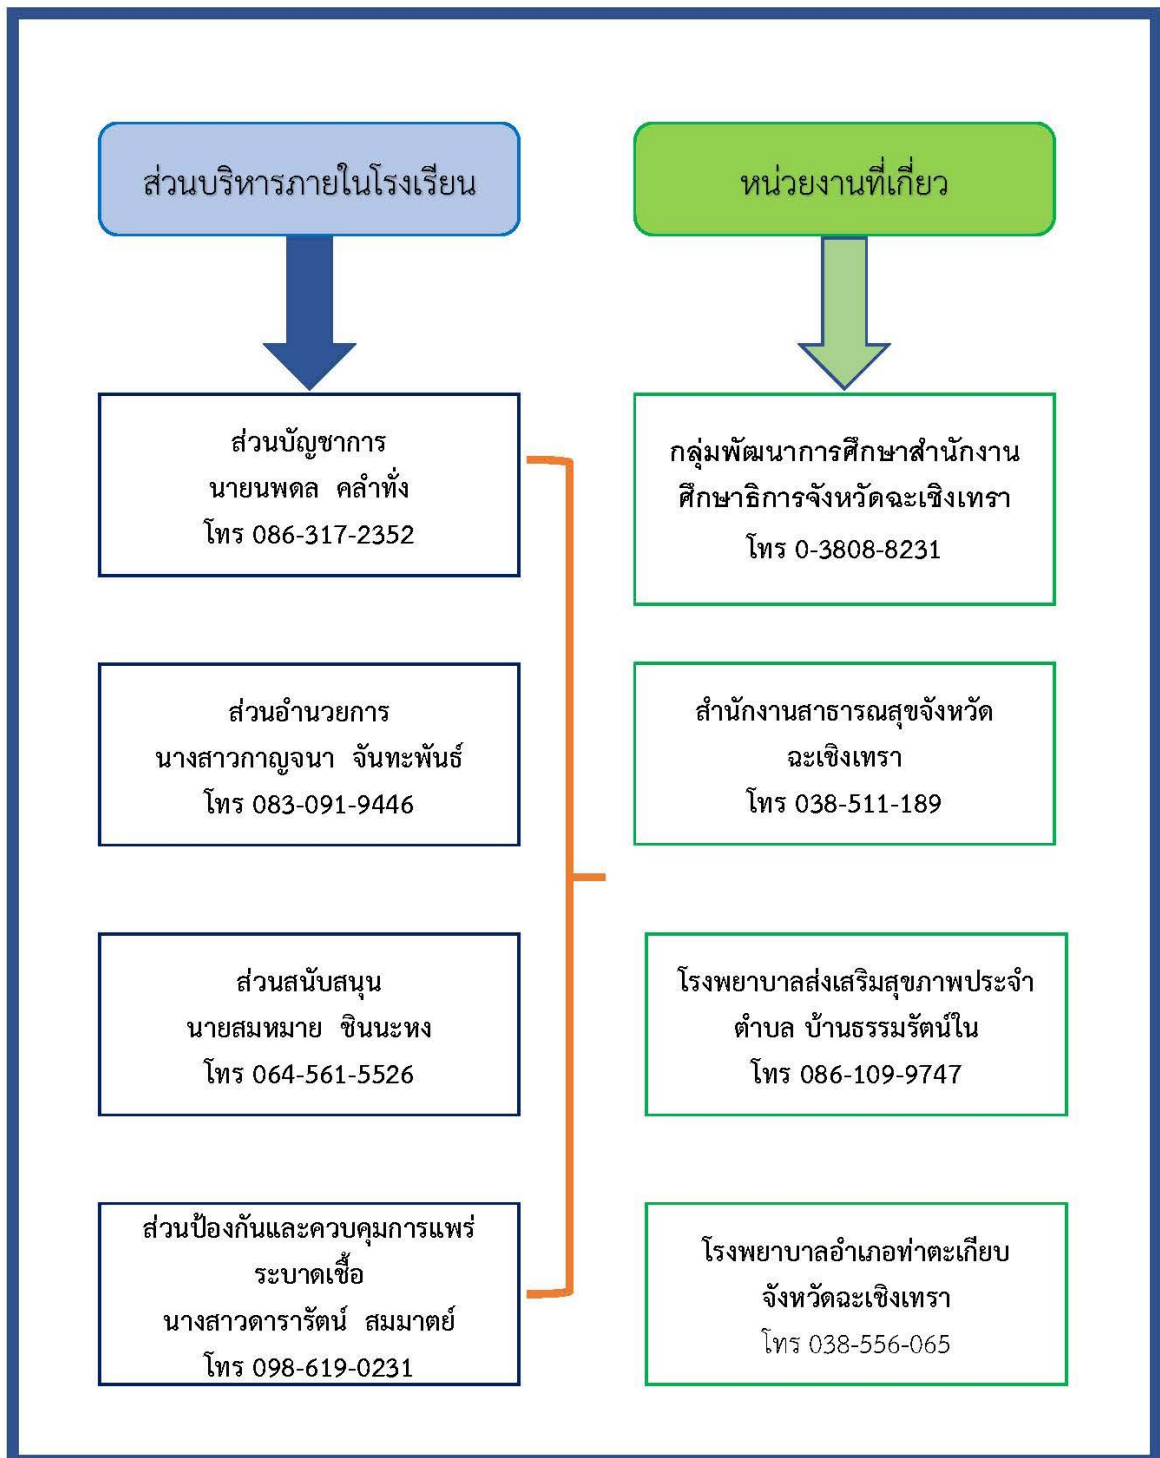 ส่วนบริหารภายในโรงเรียน
หน่วยงานที่เกี่ยว
ส่วนบัญชาการ
นายนพดล คลำทั่ง
โทร 086-317-2352
ส่วนอำนวยการ
นางสาวกาญจนา จันทะพันธ์
โทร 083-091-9446
ส่วนสนับสนุน
นายสมหมาย ชินนะหง
โทร 064-561-5526
ส่วนป้องกันและควบคุมการแพร่
ระบาดเชื้อ
นางสาวดารารัตน์ สมมาตย์
โทร 098-619-0231
กลุ่มพัฒนาการศึกษาสำนักงาน
ศึกษาธิการจังหวัดฉะเชิงเทรา
โทร 0-3808-8231
สำนักงานสาธารณสุขจังหวัด
ฉะเชิงเทรา
โทร 038-511-189
โรงพยาบาลส่งเสริมสุขภาพประจำ
ตำบล บ้านธรรมรัตน์ใน
โทร 086-109-9747
โรงพยาบาลอำเภอท่าตะเกียบ
จังหวัดฉะเชิงเทรา
โทร 038-556-065